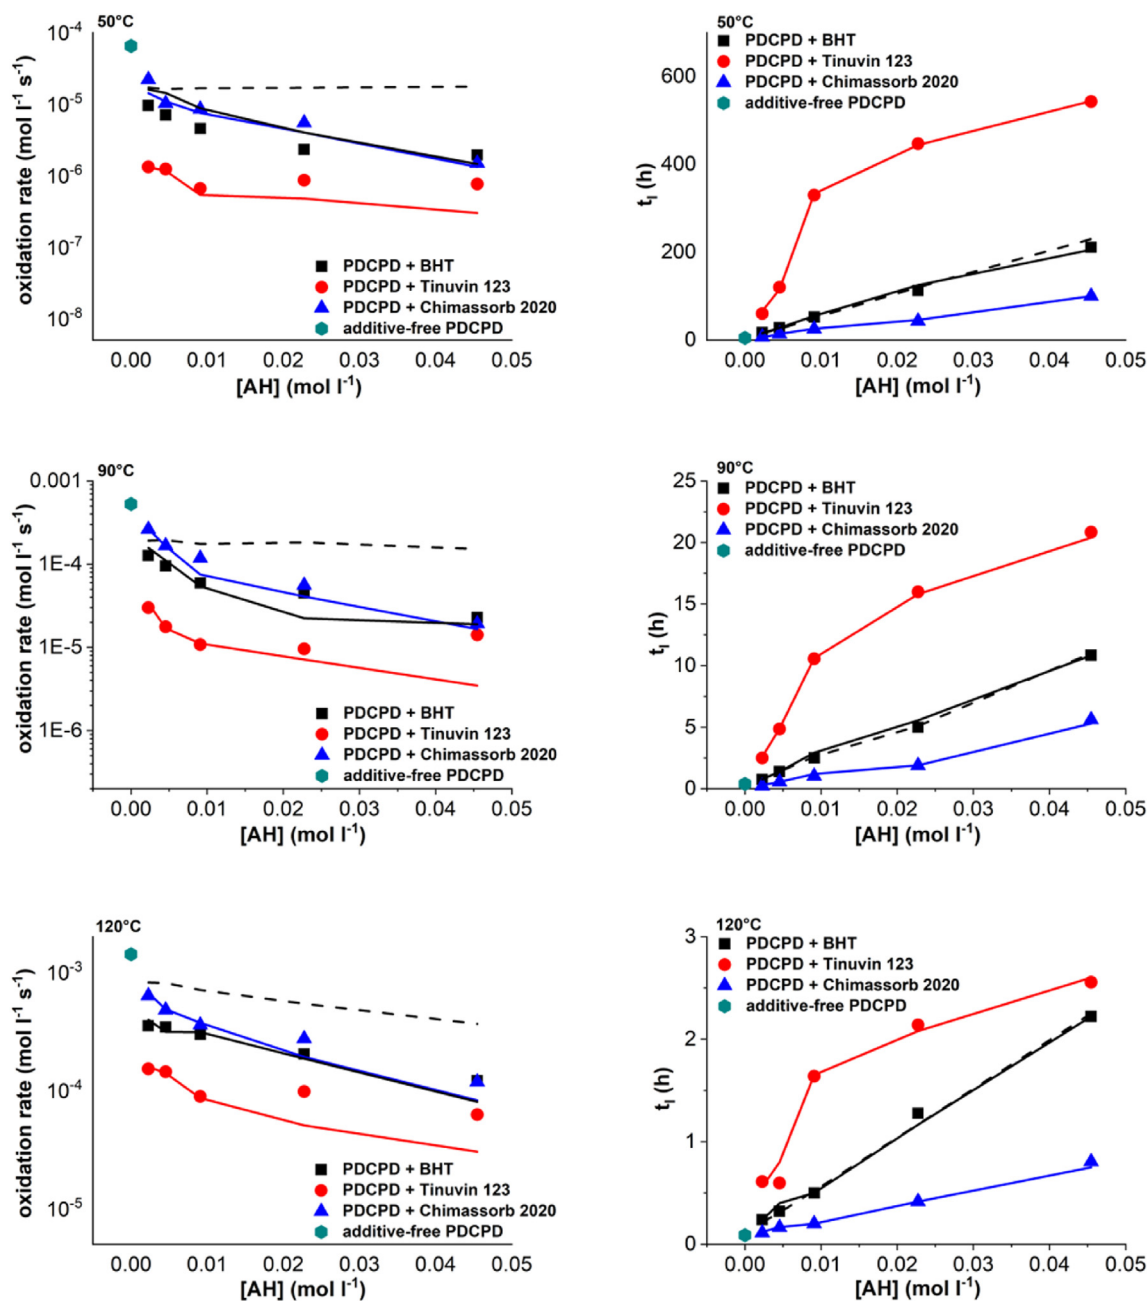 50°C
10⁻⁴
10⁻⁵
10⁻⁶
10⁻⁷
10⁻⁸
oxidation rate (mol l⁻¹ s⁻¹)
PDCPD + BHT
PDCPD + Tinuvin 123
PDCPD + Chimassorb 2020
additive-free PDCPD
0.00 0.01 0.02 0.03 0.04 0.05
[AH] (mol l⁻¹)
50°C
PDCPD + BHT
PDCPD + Tinuvin 123
PDCPD + Chimassorb 2020
additive-free PDCPD
600
400
200
0
tI (h)
0.00 0.01 0.02 0.03 0.04 0.05
[AH] (mol l⁻¹)
90°C
0.001
1E-4
1E-5
1E-6
oxidation rate (mol l⁻¹ s⁻¹)
PDCPD + BHT
PDCPD + Tinuvin 123
PDCPD + Chimassorb 2020
additive-free PDCPD
0.00 0.01 0.02 0.03 0.04 0.05
[AH] (mol l⁻¹)
90°C
PDCPD + BHT
PDCPD + Tinuvin 123
PDCPD + Chimassorb 2020
additive-free PDCPD
25
20
15
10
5
0
tI (h)
0.00 0.01 0.02 0.03 0.04 0.05
[AH] (mol l⁻¹)
120°C
10⁻³
10⁻⁴
10⁻⁵
oxidation rate (mol l⁻¹ s⁻¹)
PDCPD + BHT
PDCPD + Tinuvin 123
PDCPD + Chimassorb 2020
additive-free PDCPD
0.00 0.01 0.02 0.03 0.04 0.05
[AH] (mol l⁻¹)
120°C
PDCPD + BHT
PDCPD + Tinuvin 123
PDCPD + Chimassorb 2020
additive-free PDCPD
3
2
1
0
tI (h)
0.00 0.01 0.02 0.03 0.04 0.05
[AH] (mol l⁻¹)